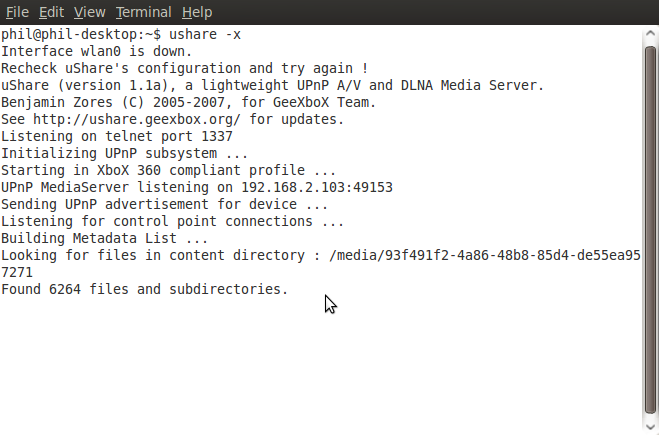 File Edit View Terminal Help
phil@phil-desktop:~$ ushare -x
Interface wlan0 is down.
Recheck uShare's configuration and try again !
uShare (version 1.1a), a lightweight UPnP A/V and DLNA Media Server.
Benjamin Zores (C) 2005-2007, for GeeXboX Team.
See http://ushare.geexbox.org/ for updates.
Listening on telnet port 1337
Initializing UPnP subsystem ...
Starting in XboX 360 compliant profile ...
UPnP MediaServer listening on 192.168.2.103:49153
Sending UPnP advertisement for device ...
Listening for control point connections ...
Building Metadata List ...
Looking for files in content directory : /media/93f491f2-4a86-48b8-85d4-de55ea95
7271
Found 6264 files and subdirectories.